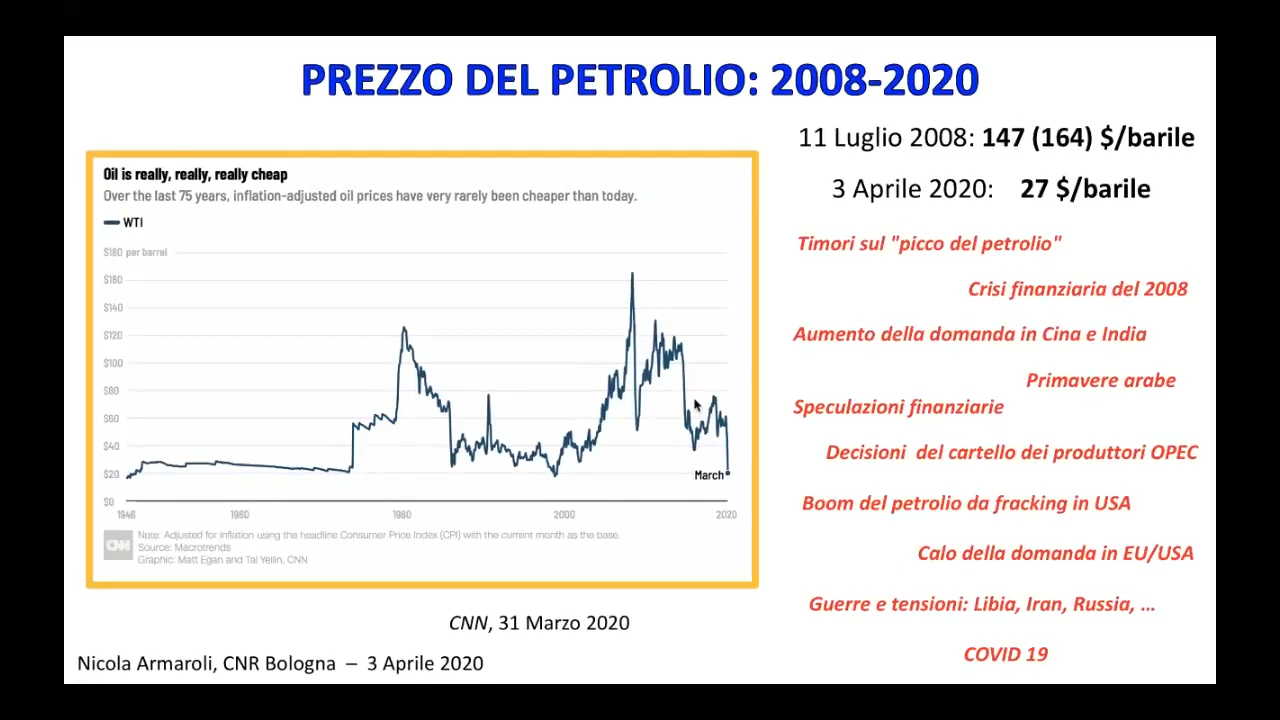 PREZZO DEL PETROLIO: 2008-2020
11 Luglio 2008: 147 (164) $/barile
3 Aprile 2020: 27 $/barile
Oil is really, really, really cheap
Over the last 75 years, inflation-adjusted oil prices have very rarely been cheaper than today.
WTI
$180 per barrel
$160
$140
$120
$100
$80
$60
$40
$20
$0
March
1946 1960 1980 2000 2020
CNN
Note: Adjusted for inflation using the headline Consumer Price Index (CPI) with the current month as the base.
Source: Macrotrends
Graphic: Matt Egan and Tal Yellin, CNN
Timori sul "picco del petrolio"
Crisi finanziaria del 2008
Aumento della domanda in Cina e India
Primavere arabe
Speculazioni finanziarie
Decisioni del cartello dei produttori OPEC
Boom del petrolio da fracking in USA
Calo della domanda in EU/USA
Guerre e tensioni: Libia, Iran, Russia, ...
COVID 19
CNN, 31 Marzo 2020
Nicola Armaroli, CNR Bologna – 3 Aprile 2020